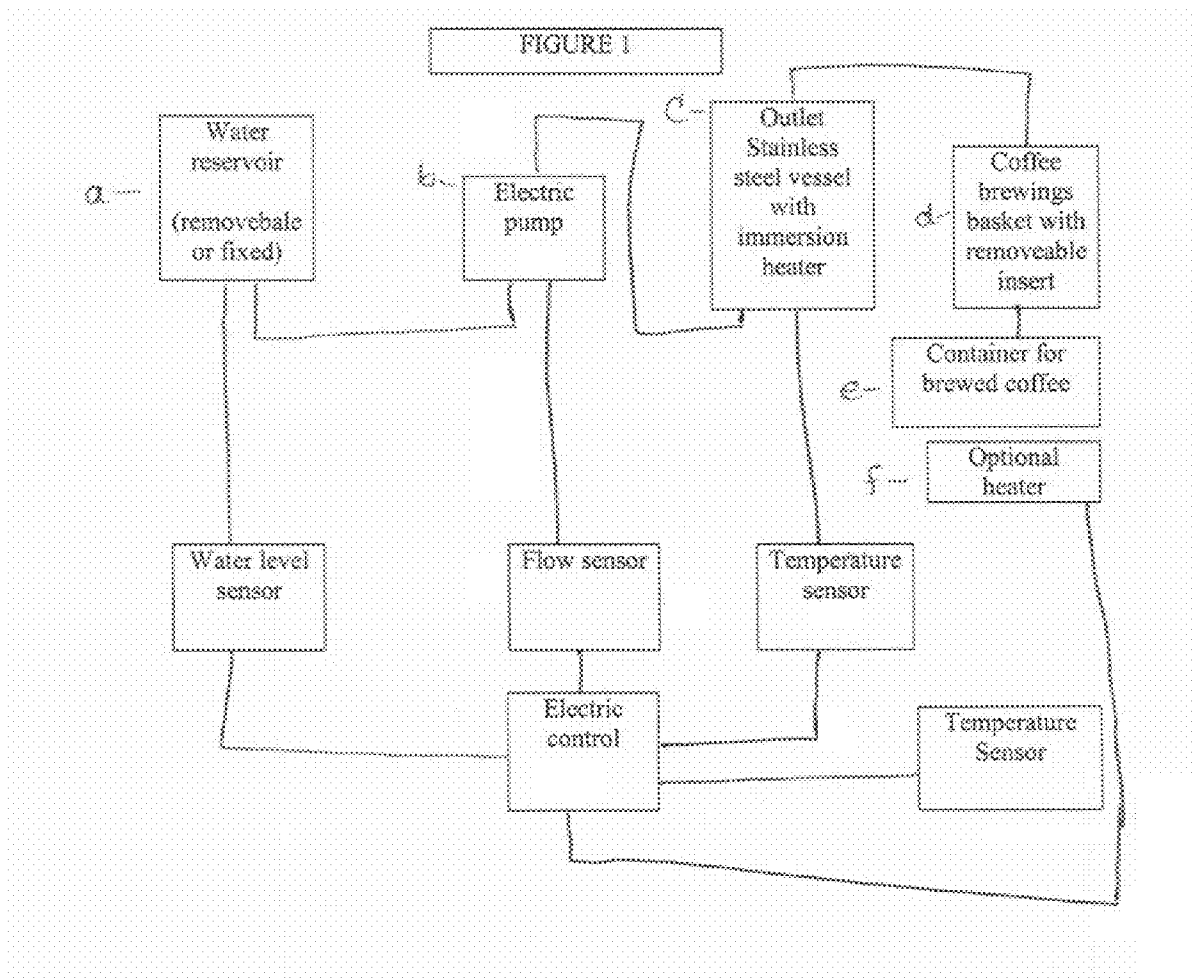 FIGURE 1
a
Water
reservoir
(removebale
or fixed)
b
Electric
pump
C
Outlet
Stainless
steel vessel
with
immersion
heater
d
Coffee
brewings
basket with
removeable
insert
e
Container for
brewed coffee
f
Optional
heater
Water level
sensor
Flow sensor
Temperature
sensor
Electric
control
Temperature
Sensor